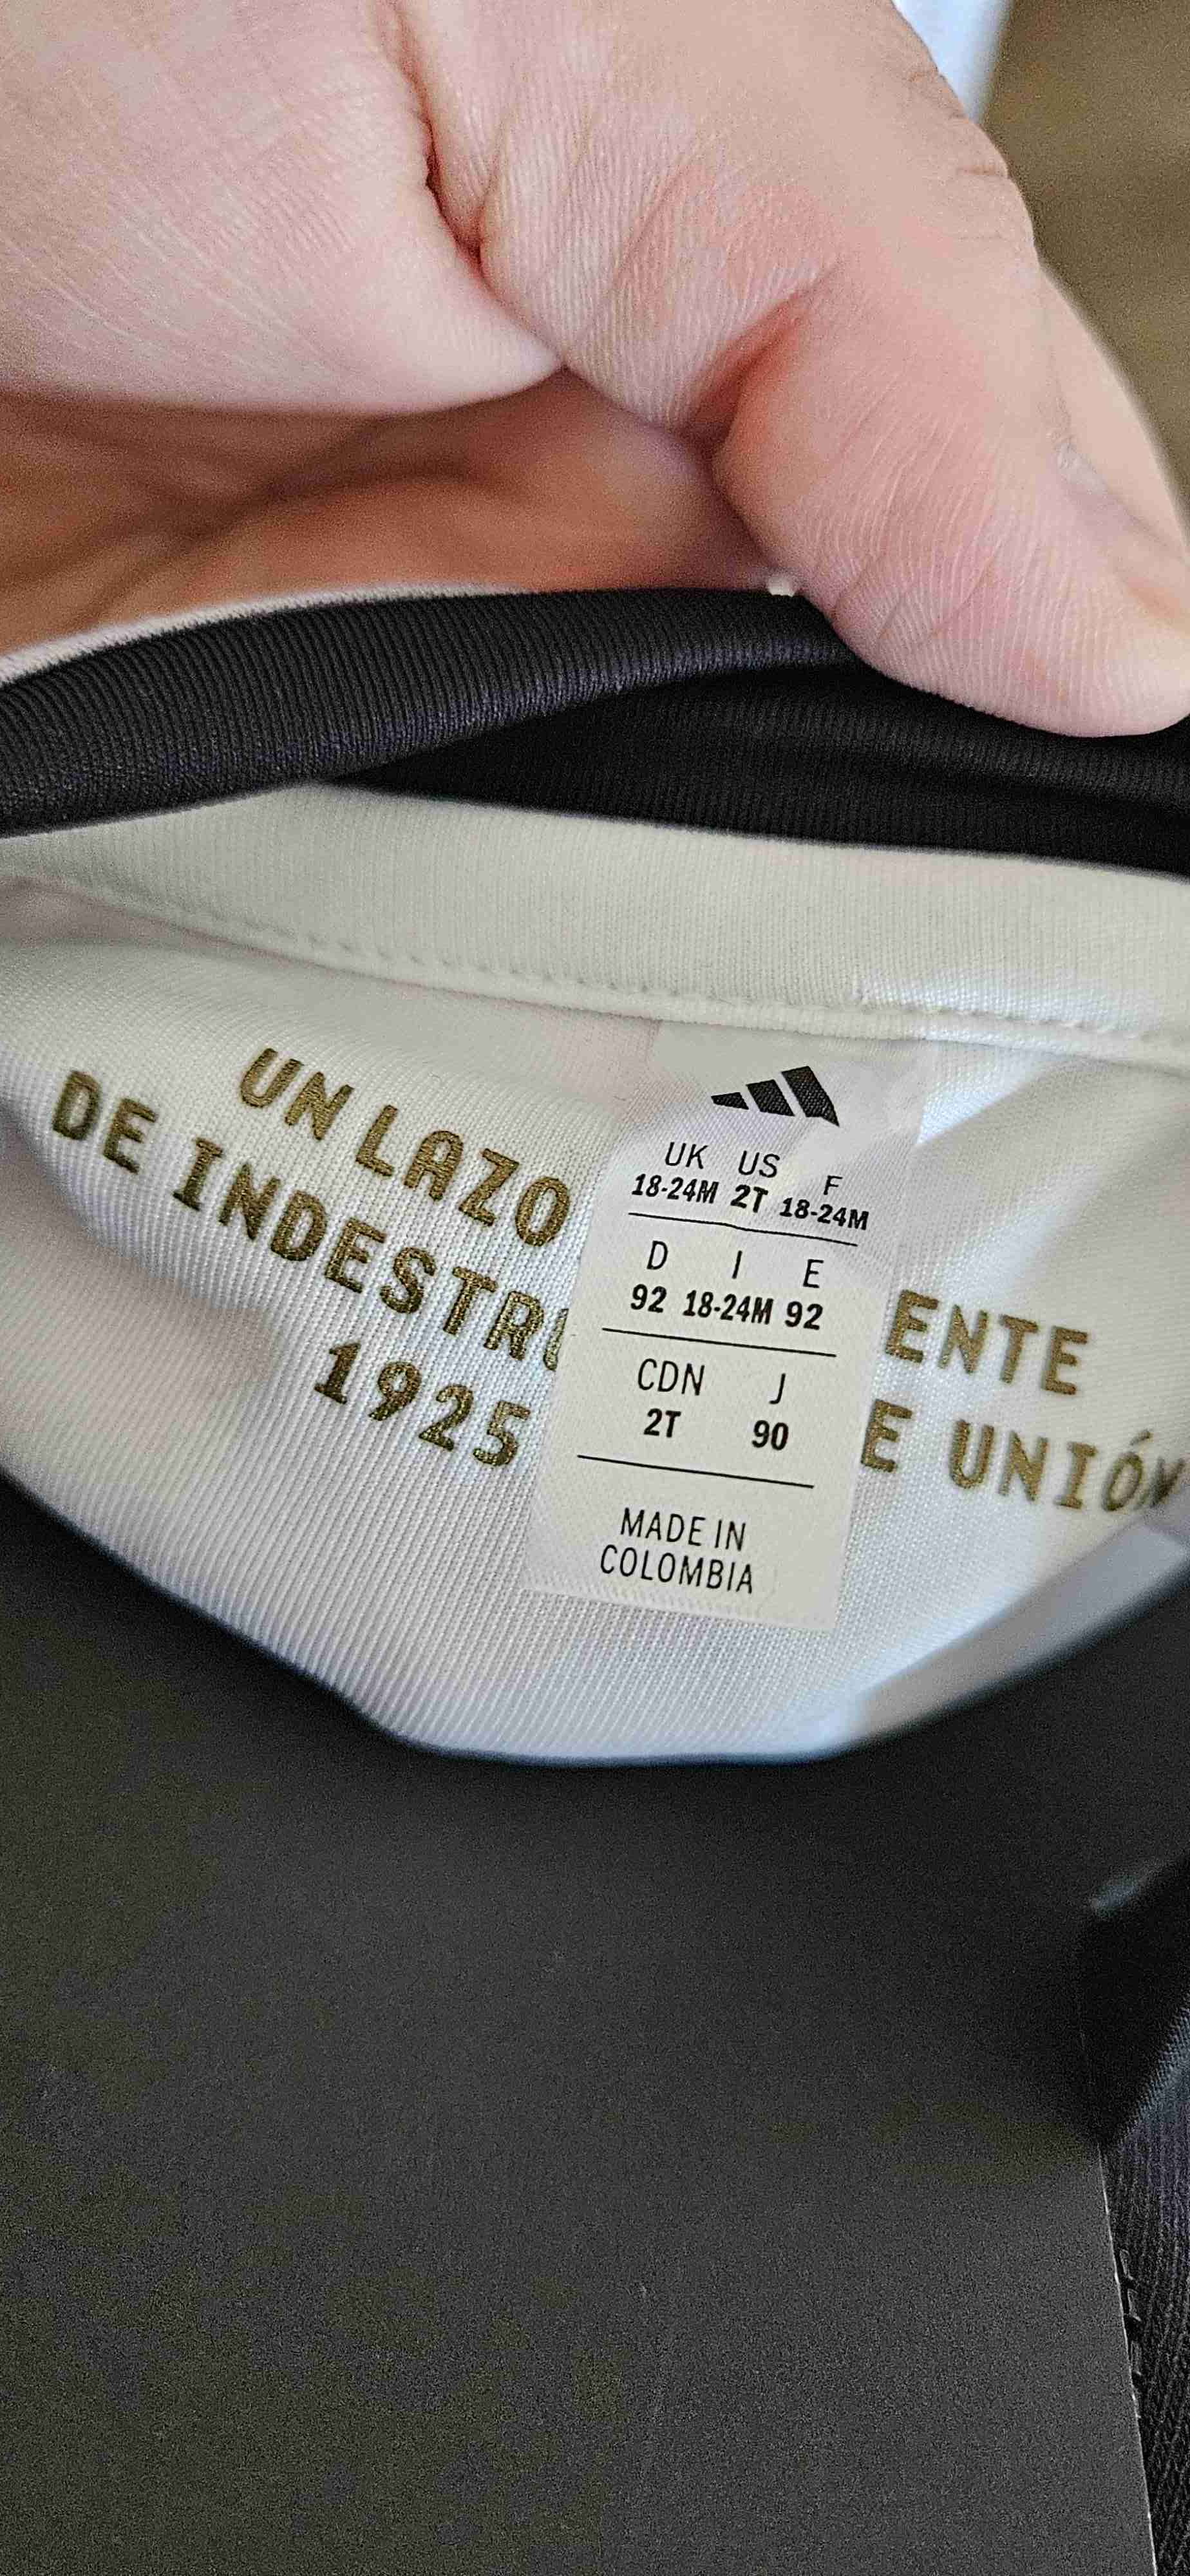 UN LAZO
DE INDESTRU
1925
ENTE
E UNIÓN
UK US F
18-24M 2T 18-24M
D I E
92 18-24M 92
CDN J
2T 90
MADE IN
COLOMBIA